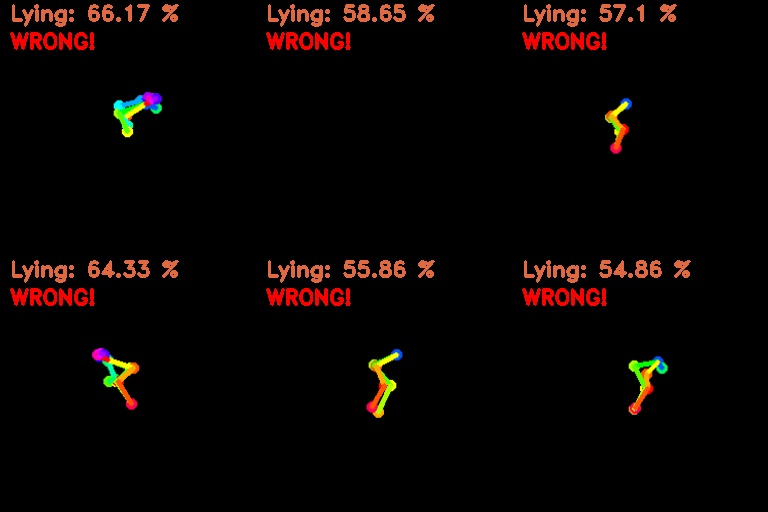 Lying: 66.17 %
WRONG!
Lying: 58.65 %
WRONG!
Lying: 57.1 %
WRONG!
Lying: 64.33 %
WRONG!
Lying: 55.86 %
WRONG!
Lying: 54.86 %
WRONG!